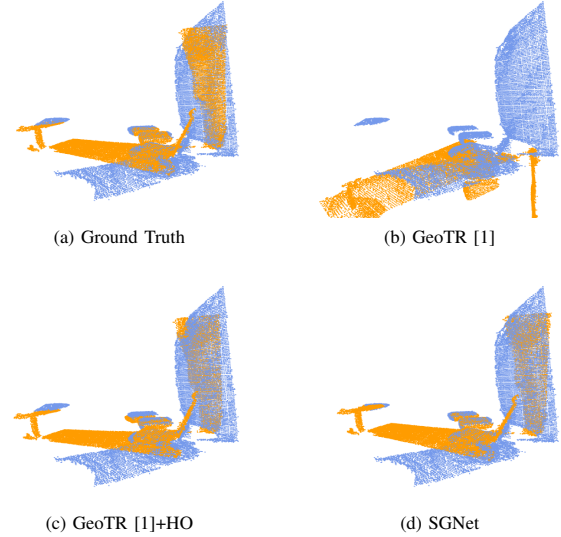 (a) Ground Truth
(b) GeoTR [1]
(c) GeoTR [1]+HO
(d) SGNet